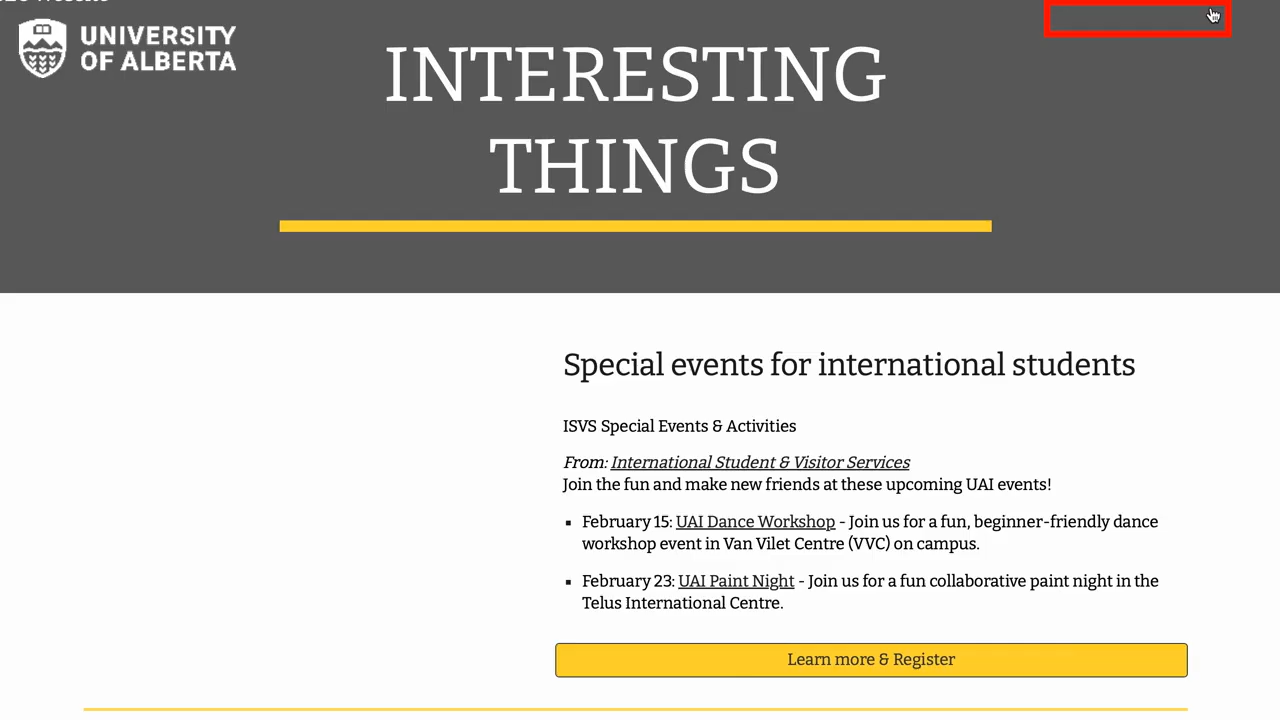 UNIVERSITY
OF ALBERTA
INTERESTING
THINGS
Special events for international students
ISVS Special Events & Activities
From: International Student & Visitor Services
Join the fun and make new friends at these upcoming UAI events!
▪ February 15: UAI Dance Workshop - Join us for a fun, beginner-friendly dance
workshop event in Van Vilet Centre (VVC) on campus.
▪ February 23: UAI Paint Night - Join us for a fun collaborative paint night in the
Telus International Centre.
Learn more & Register